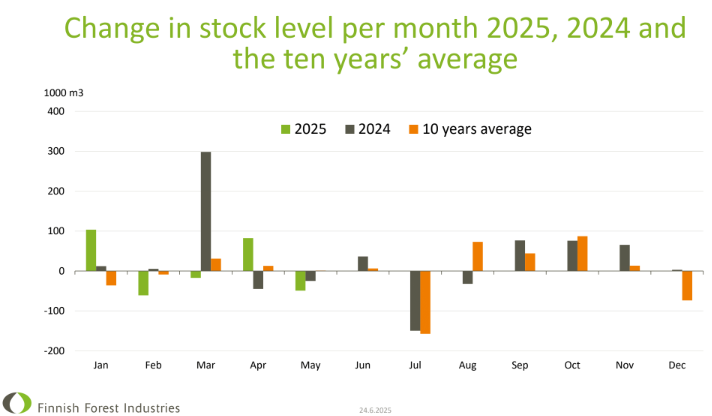 Change in stock level per month 2025, 2024 and
the ten years’ average
1000 m3
400
2025 2024 10 years average
300
200
100
0
-100
-200
Jan Feb Mar Apr May Jun Jul Aug Sep Oct Nov Dec
Finnish Forest Industries
24.6.2025